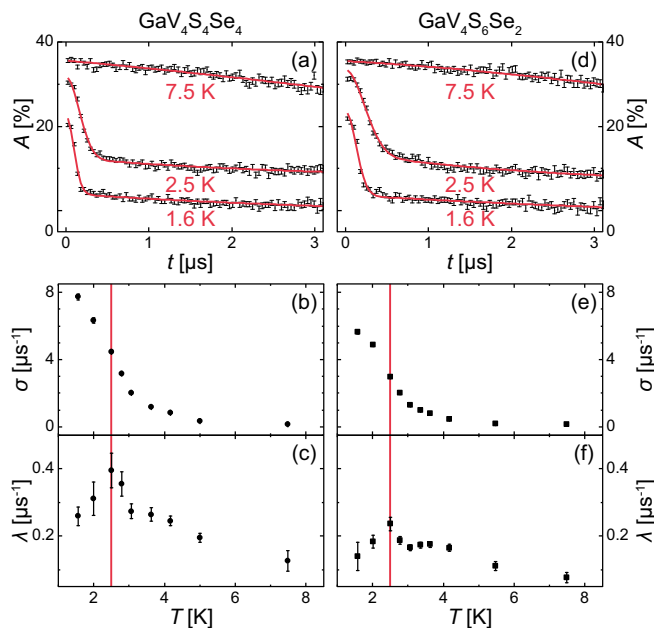 GaV₄S₄Se₄ GaV₄S₆Se₂
40 (a) (d) 40
7.5 K 7.5 K
A [%] A [%]
20 20
2.5 K 2.5 K
1.6 K 1.6 K
0 0
0 1 2 3 0 1 2 3
t [µs] t [µs]
8 (b) (e) 8
σ [µs⁻¹] 4 4 σ [µs⁻¹]
0 0
(c) (f)
0.4 0.4
λ [µs⁻¹] λ [µs⁻¹]
0.2 0.2
2 4 6 8 2 4 6 8
T [K] T [K]